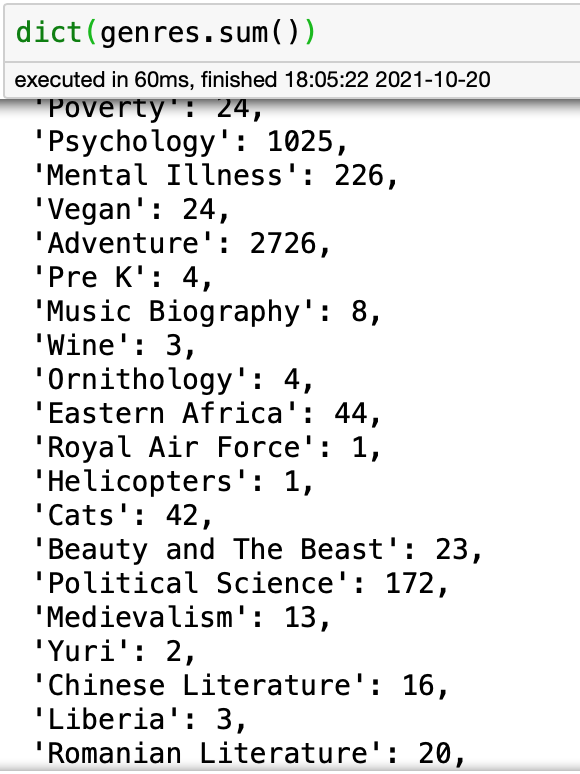 dict(genres.sum())
executed in 60ms, finished 18:05:22 2021-10-20
'Poverty': 24,
'Psychology': 1025,
'Mental Illness': 226,
'Vegan': 24,
'Adventure': 2726,
'Pre K': 4,
'Music Biography': 8,
'Wine': 3,
'Ornithology': 4,
'Eastern Africa': 44,
'Royal Air Force': 1,
'Helicopters': 1,
'Cats': 42,
'Beauty and The Beast': 23,
'Political Science': 172,
'Medievalism': 13,
'Yuri': 2,
'Chinese Literature': 16,
'Liberia': 3,
'Romanian Literature': 20,